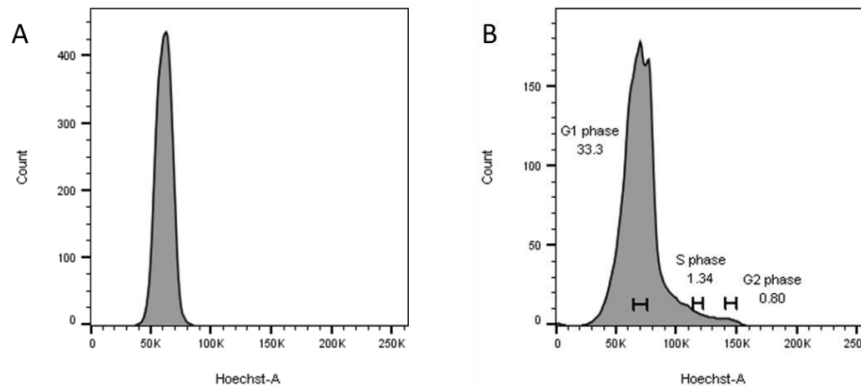 A
400
300
200
100
0
Count
0 50K 100K 150K 200K 250K
Hoechst-A
B
150
100
50
0
Count
G1 phase
33.3
S phase
1.34
G2 phase
0.80
0 50K 100K 150K 200K 250K
Hoechst-A